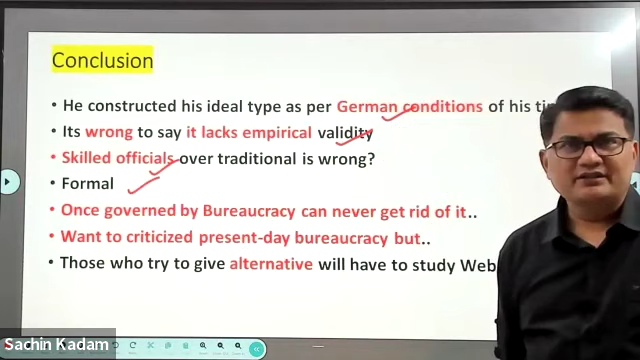 Conclusion
• He constructed his ideal type as per German conditions of his
• Its wrong to say it lacks empirical validity
• Skilled officials over traditional is wrong?
• Formal
• Once governed by Bureaucracy can never get rid of it..
• Want to criticized present-day bureaucracy but..
• Those who try to give alternative will have to study
Sachin Kadam